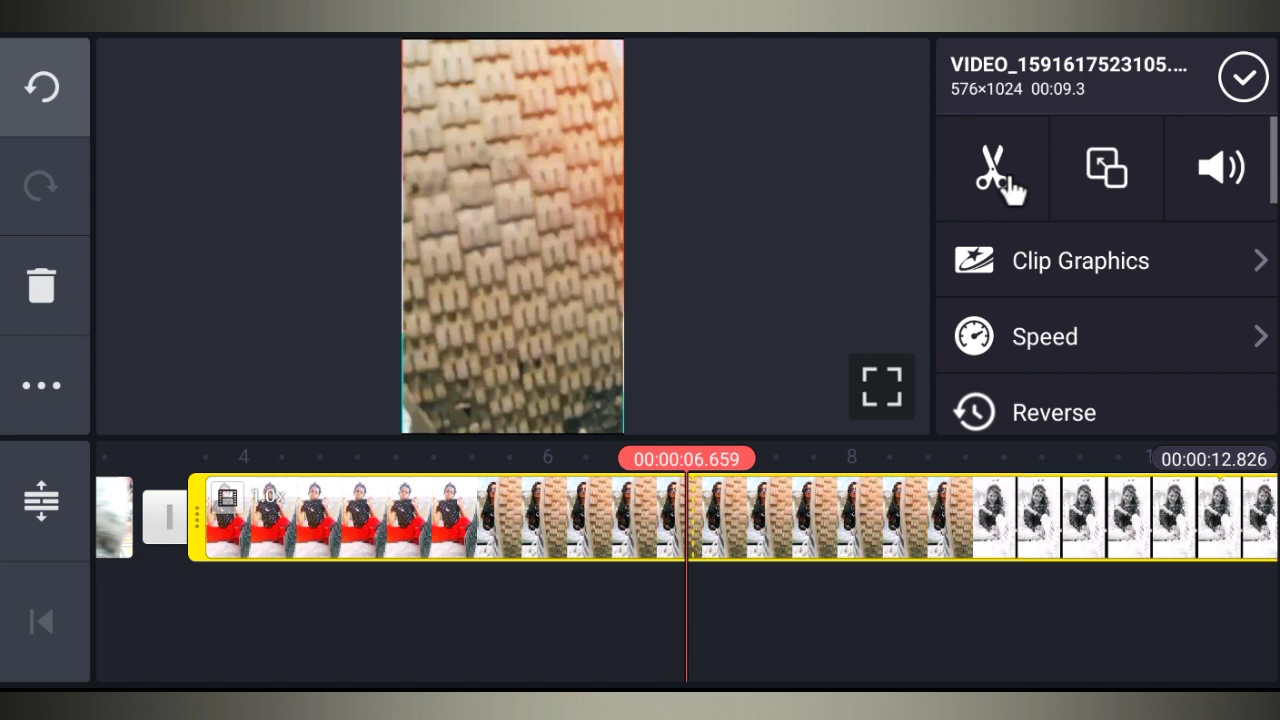 VIDEO_1591617523105....
576×1024 00:09.3
Clip Graphics
Speed
Reverse
4
6
00:00:06.659
8
00:00:12.826
1.0x